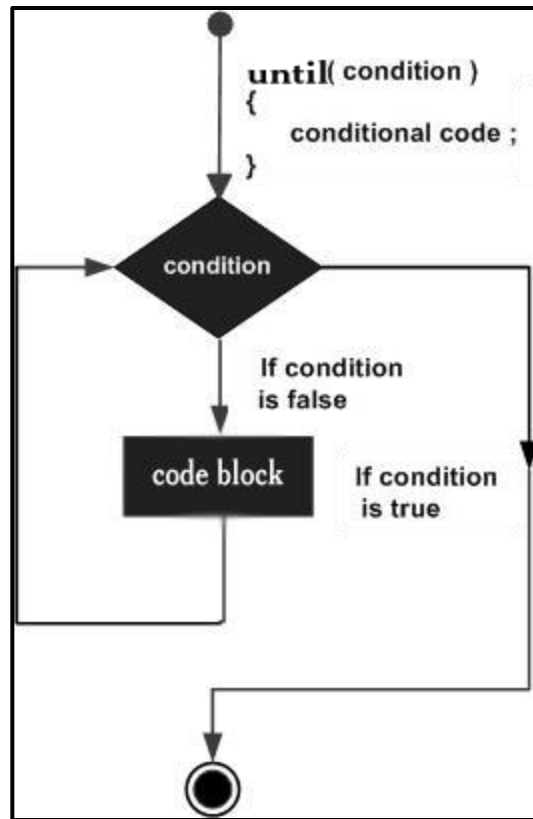 until( condition )
{
conditional code ;
}
condition
If condition
is false
code block
If condition
is true